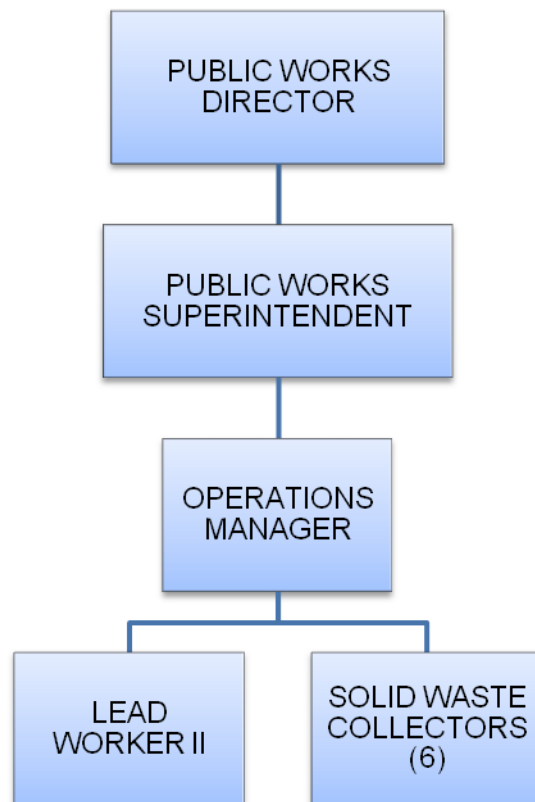 PUBLIC WORKS
DIRECTOR
PUBLIC WORKS
SUPERINTENDENT
OPERATIONS
MANAGER
LEAD
WORKER II
SOLID WASTE
COLLECTORS
(6)